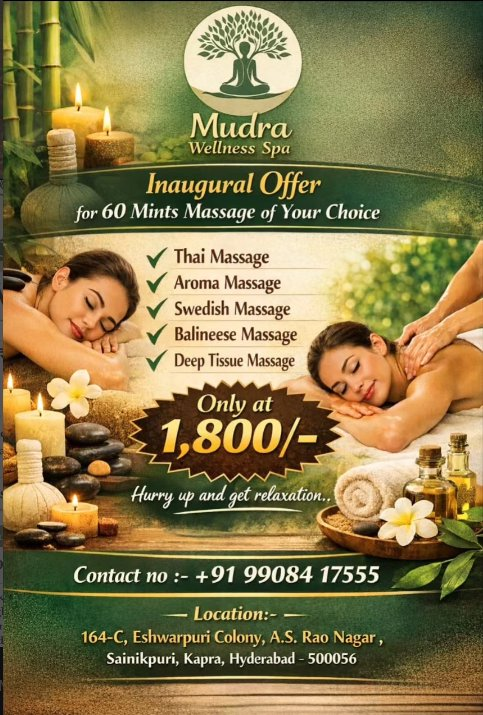 Mudra
Wellness Spa
Inaugural Offer
for 60 Mints Massage of Your Choice
Thai Massage
Aroma Massage
Swedish Massage
Balineese Massage
Deep Tissue Massage
Only at
1,800/-
Hurry up and get relaxation..
Contact no :- +91 99084 17555
Location:-
164-C, Eshwarpuri Colony, A.S. Rao Nagar ,
Sainikpuri, Kapra, Hyderabad - 500056